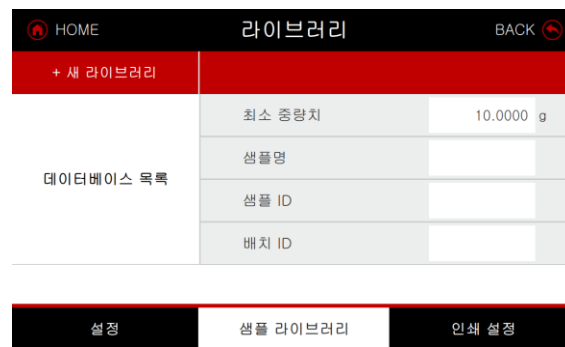 HOME 라이브러리 BACK
+ 새 라이브러리
최소 중량치 10.0000 g
샘플명
데이터베이스 목록
샘플 ID
배치 ID
설정 샘플 라이브러리 인쇄 설정